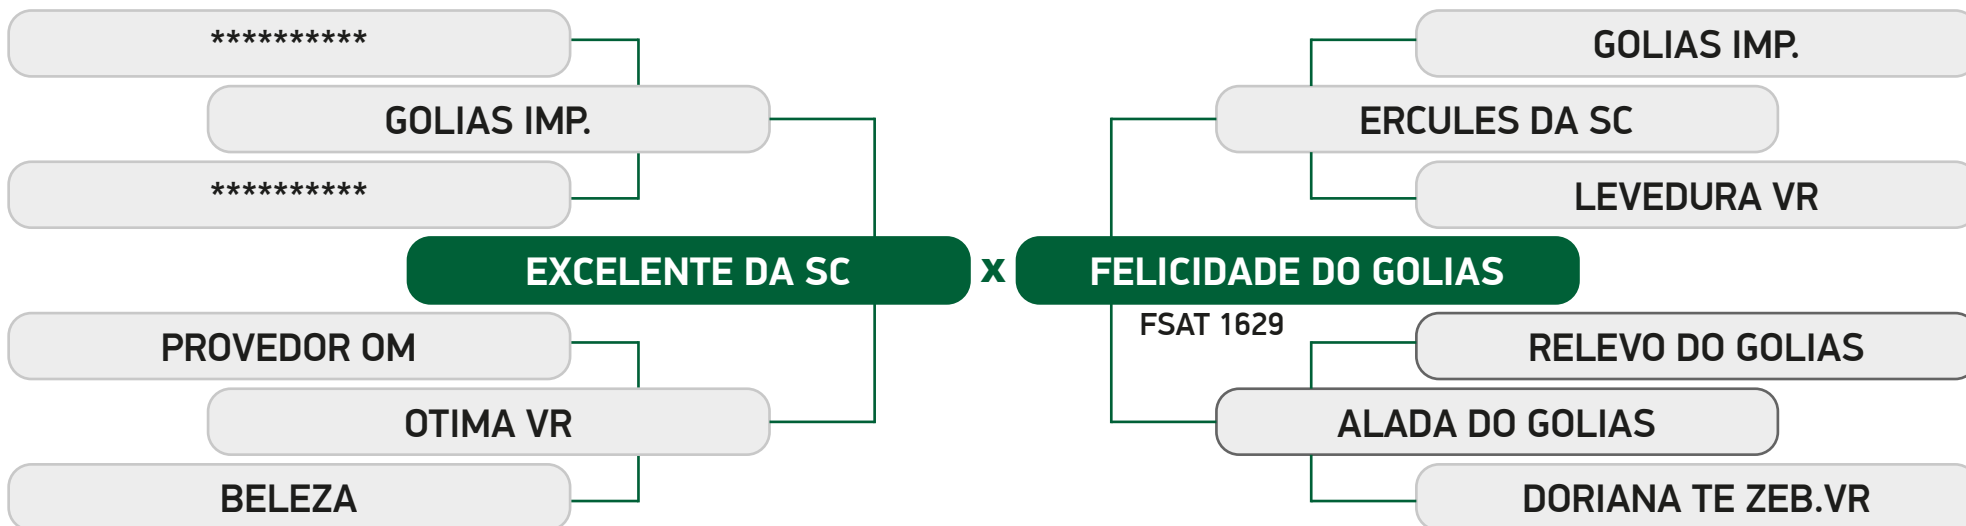 **********
GOLIAS IMP.
**********
EXCELENTE DA SC
PROVEDOR OM
OTIMA VR
BELEZA
x
GOLIAS IMP.
ERCULES DA SC
LEVEDURA VR
FELICIDADE DO GOLIAS
FSAT 1629
RELEVO DO GOLIAS
ALADA DO GOLIAS
DORIANA TE ZEB.VR